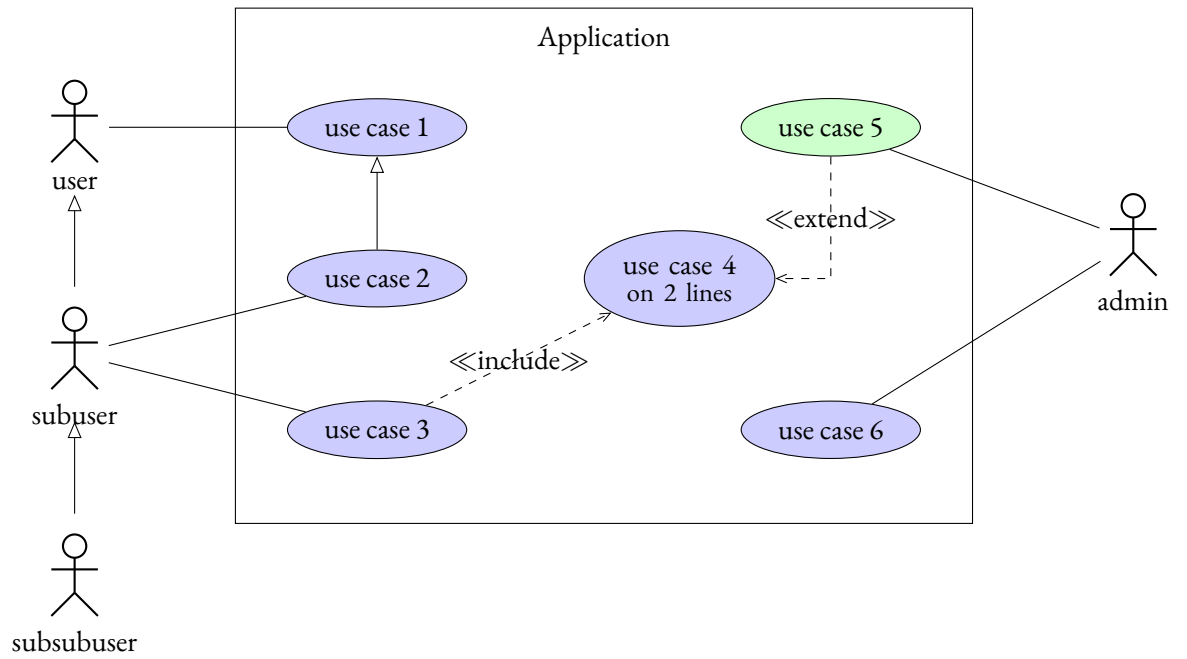 Application
user
use case 1
use case 5
≪extend≫
use case 2
use case 4
on 2 lines
admin
≪include≫
subuser
use case 3
use case 6
subsubuser